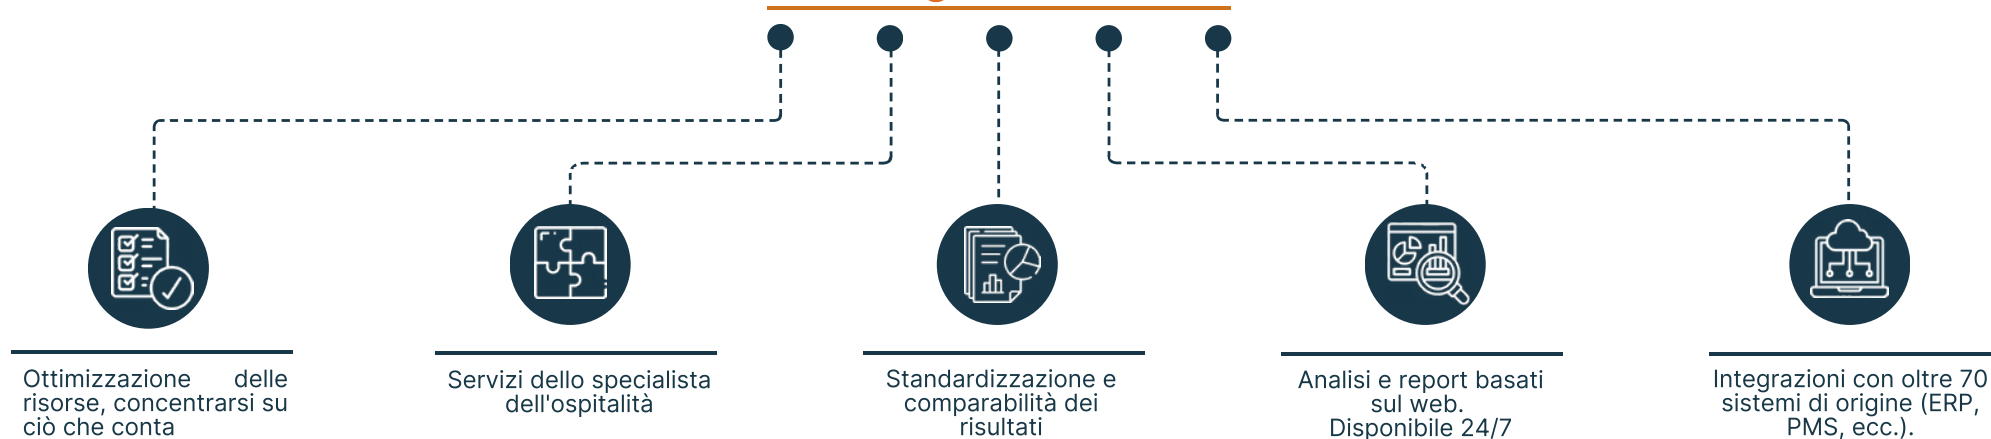 Ottimizzazione delle
risorse, concentrarsi su
ciò che conta
Servizi dello specialista
dell'ospitalità
Standardizzazione e
comparabilità dei
risultati
Analisi e report basati
sul web.
Disponibile 24/7
Integrazioni con oltre 70
sistemi di origine (ERP,
PMS, ecc.).